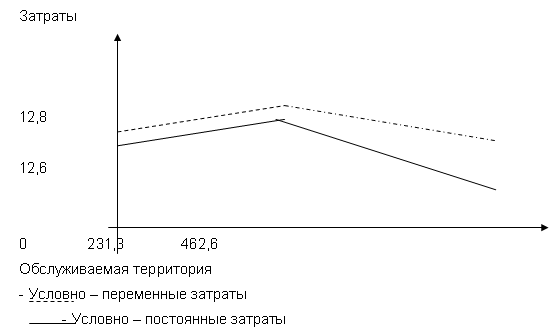 Затраты
12,8
12,6
0 231,3 462,6
Обслуживаемая территория
- Условно – переменные затраты
- Условно – постоянные затраты